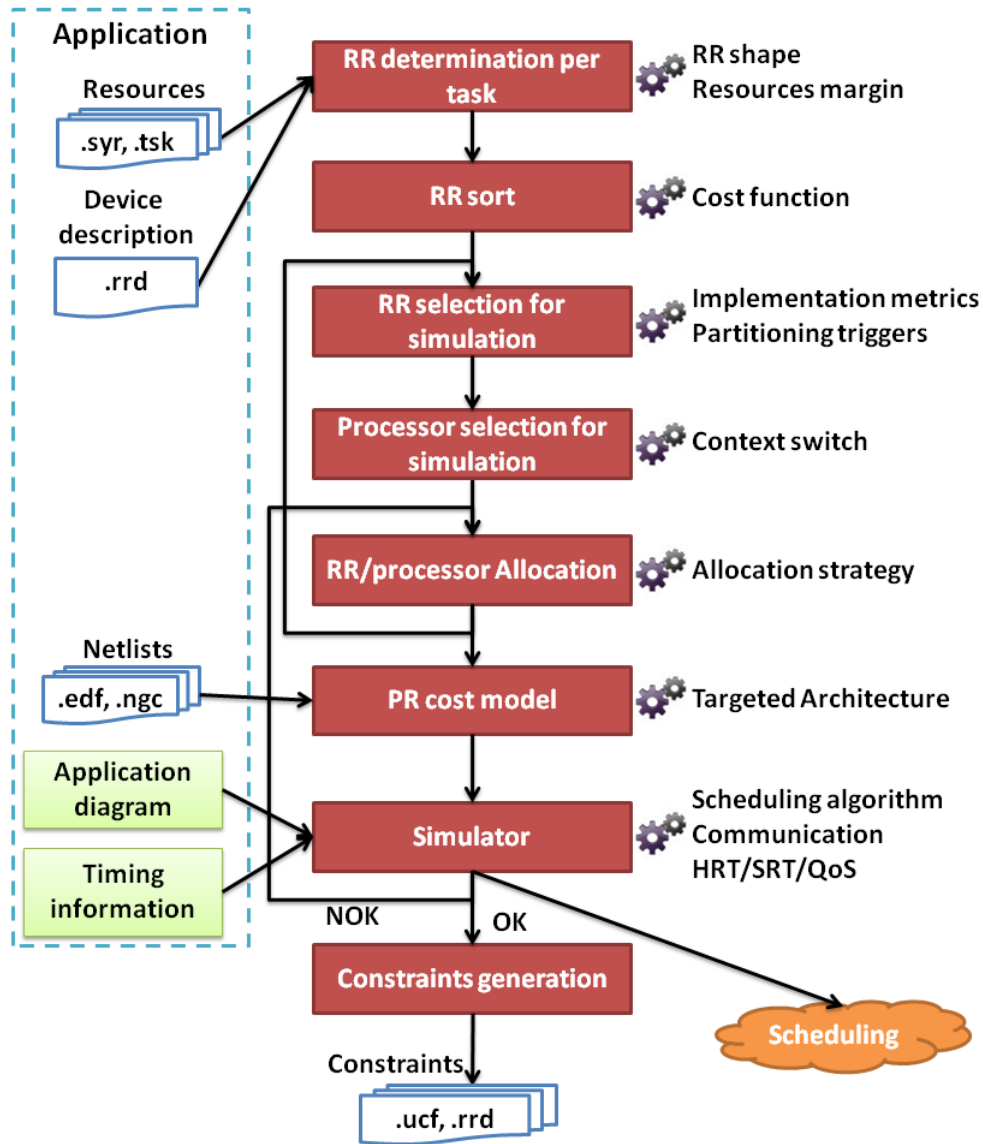 Application
Resources
.syr, .tsk
Device
description
.rrd
RR determination per
task
RR shape
Resources margin
RR sort
Cost function
RR selection for
simulation
Implementation metrics
Partitioning triggers
Processor selection for
simulation
Context switch
RR/processor Allocation
Allocation strategy
Netlists
.edf, .ngc
PR cost model
Targeted Architecture
Application
diagram
Timing
information
Simulator
Scheduling algorithm
Communication
HRT/SRT/QoS
NOK
OK
Constraints generation
Scheduling
Constraints
.ucf, .rrd